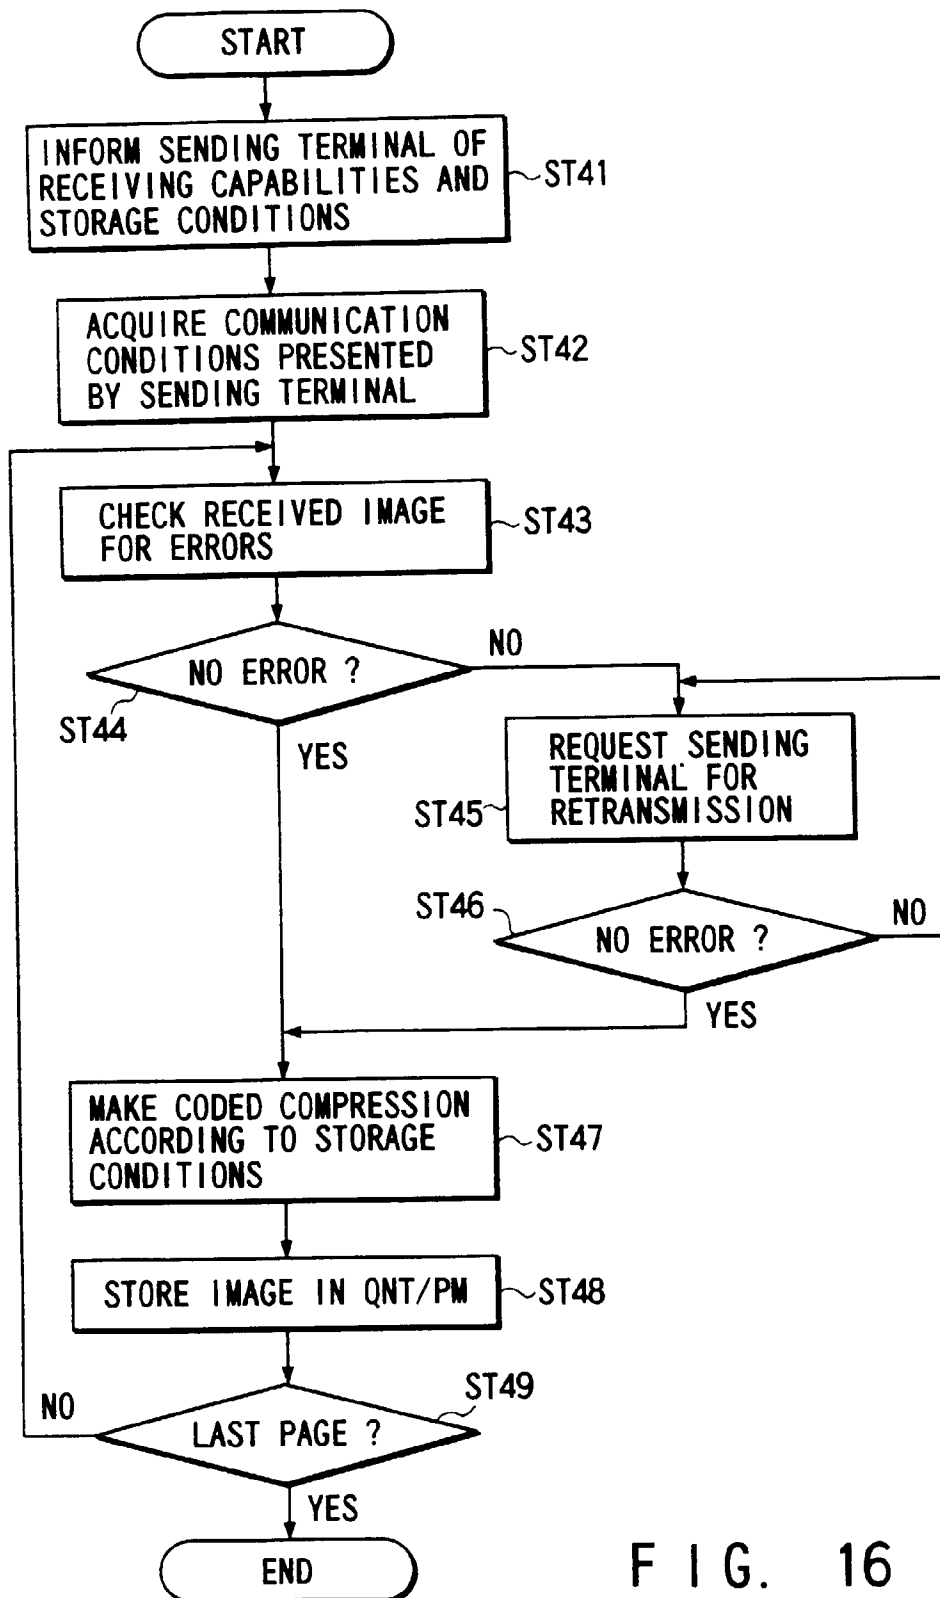 START
INFORM SENDING TERMINAL OF
RECEIVING CAPABILITIES AND
STORAGE CONDITIONS
ST41
ACQUIRE COMMUNICATION
CONDITIONS PRESENTED
BY SENDING TERMINAL
ST42
CHECK RECEIVED IMAGE
FOR ERRORS
ST43
NO ERROR ?
NO
ST44
YES
REQUEST SENDING
TERMINAL FOR
RETRANSMISSION
ST45
ST46
NO ERROR ?
NO
YES
MAKE CODED COMPRESSION
ACCORDING TO STORAGE
CONDITIONS
ST47
STORE IMAGE IN QNT/PM
ST48
ST49
NO
LAST PAGE ?
YES
END
FIG. 16